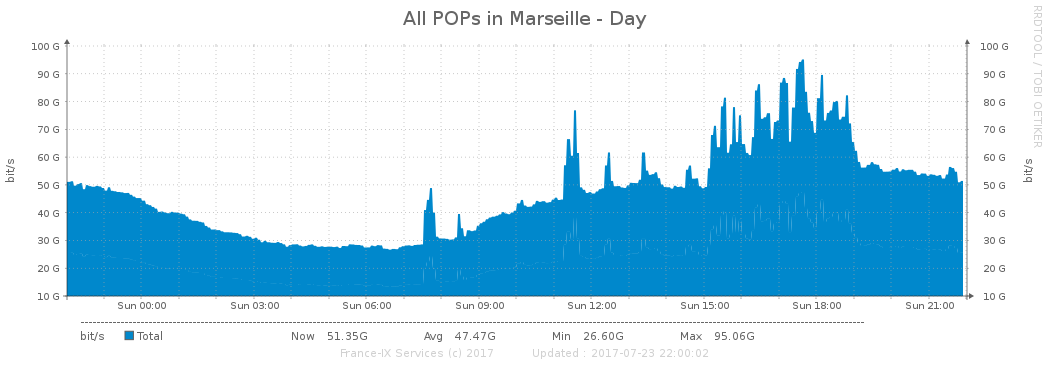 All POPs in Marseille - Day
RRDTOOL / TOBI OETIKER
100 G 100 G
90 G 90 G
80 G 80 G
70 G 70 G
60 G 60 G
50 G 50 G
40 G 40 G
30 G 30 G
20 G 20 G
10 G 10 G
bit/s
bit/s
Sun 00:00 Sun 03:00 Sun 06:00 Sun 09:00 Sun 12:00 Sun 15:00 Sun 18:00 Sun 21:00
bit/s Total Now 51.35G Avg 47.47G Min 26.60G Max 95.06G
France-IX Services (c) 2017 Updated : 2017-07-23 22:00:02